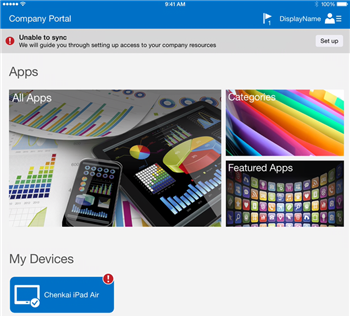 9:41 AM
100%
Company Portal
1
DisplayName
Unable to sync
We will guide you through setting up access to your company resources
Set up
Apps
All Apps
Categories
Featured Apps
My Devices
Chenkai iPad Air